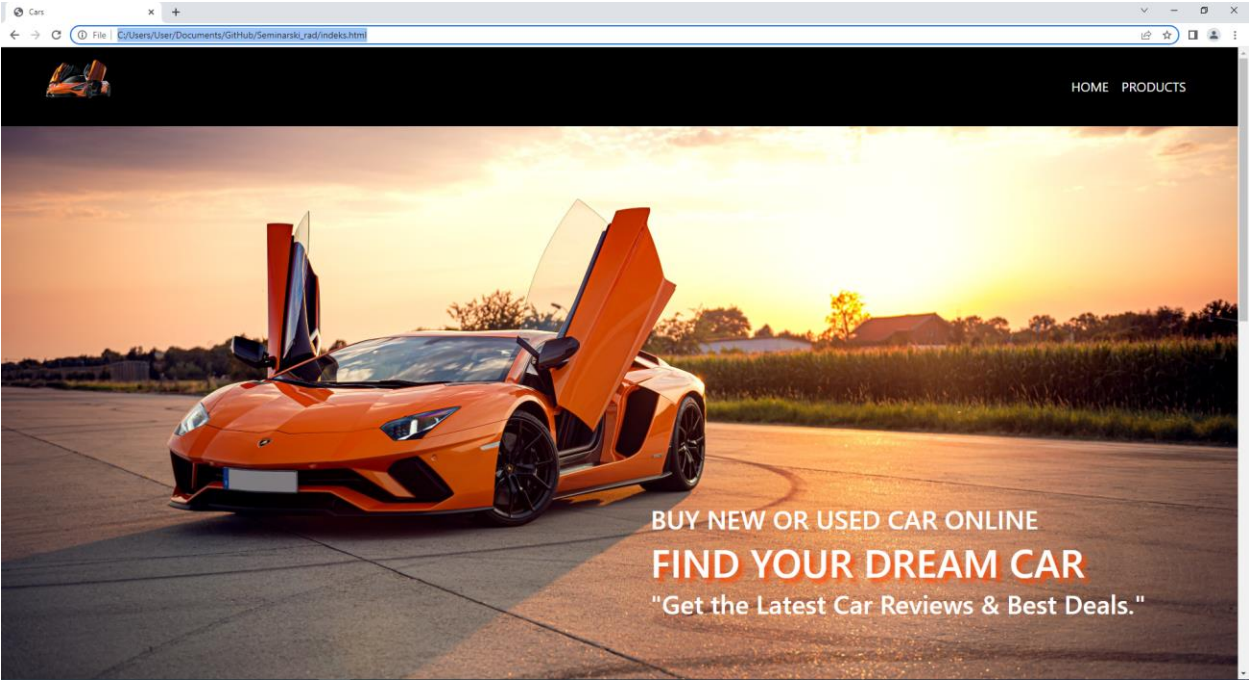 Cars
File C:/Users/User/Documents/GitHub/Seminarski_rad/indeks.html
HOME PRODUCTS
BUY NEW OR USED CAR ONLINE
FIND YOUR DREAM CAR
"Get the Latest Car Reviews & Best Deals."